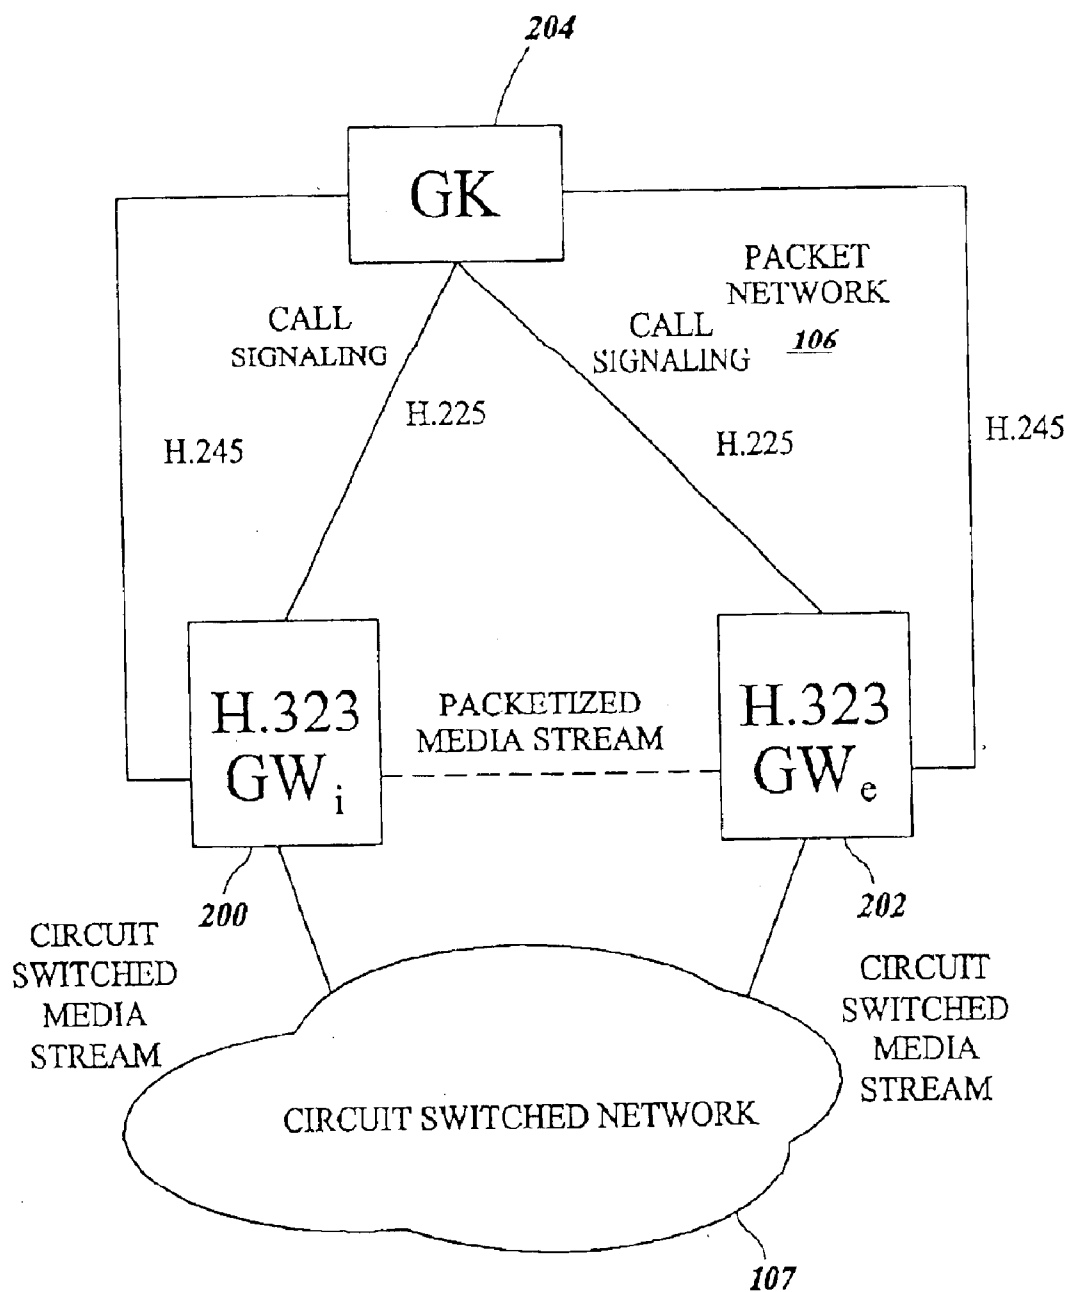 204
GK
PACKET
NETWORK
106
CALL
SIGNALING
CALL
SIGNALING
H.225
H.225
H.245
H.245
H.323
GWi
PACKETIZED
MEDIA STREAM
H.323
GWe
200
202
CIRCUIT
SWITCHED
MEDIA
STREAM
CIRCUIT
SWITCHED
MEDIA
STREAM
CIRCUIT SWITCHED NETWORK
107